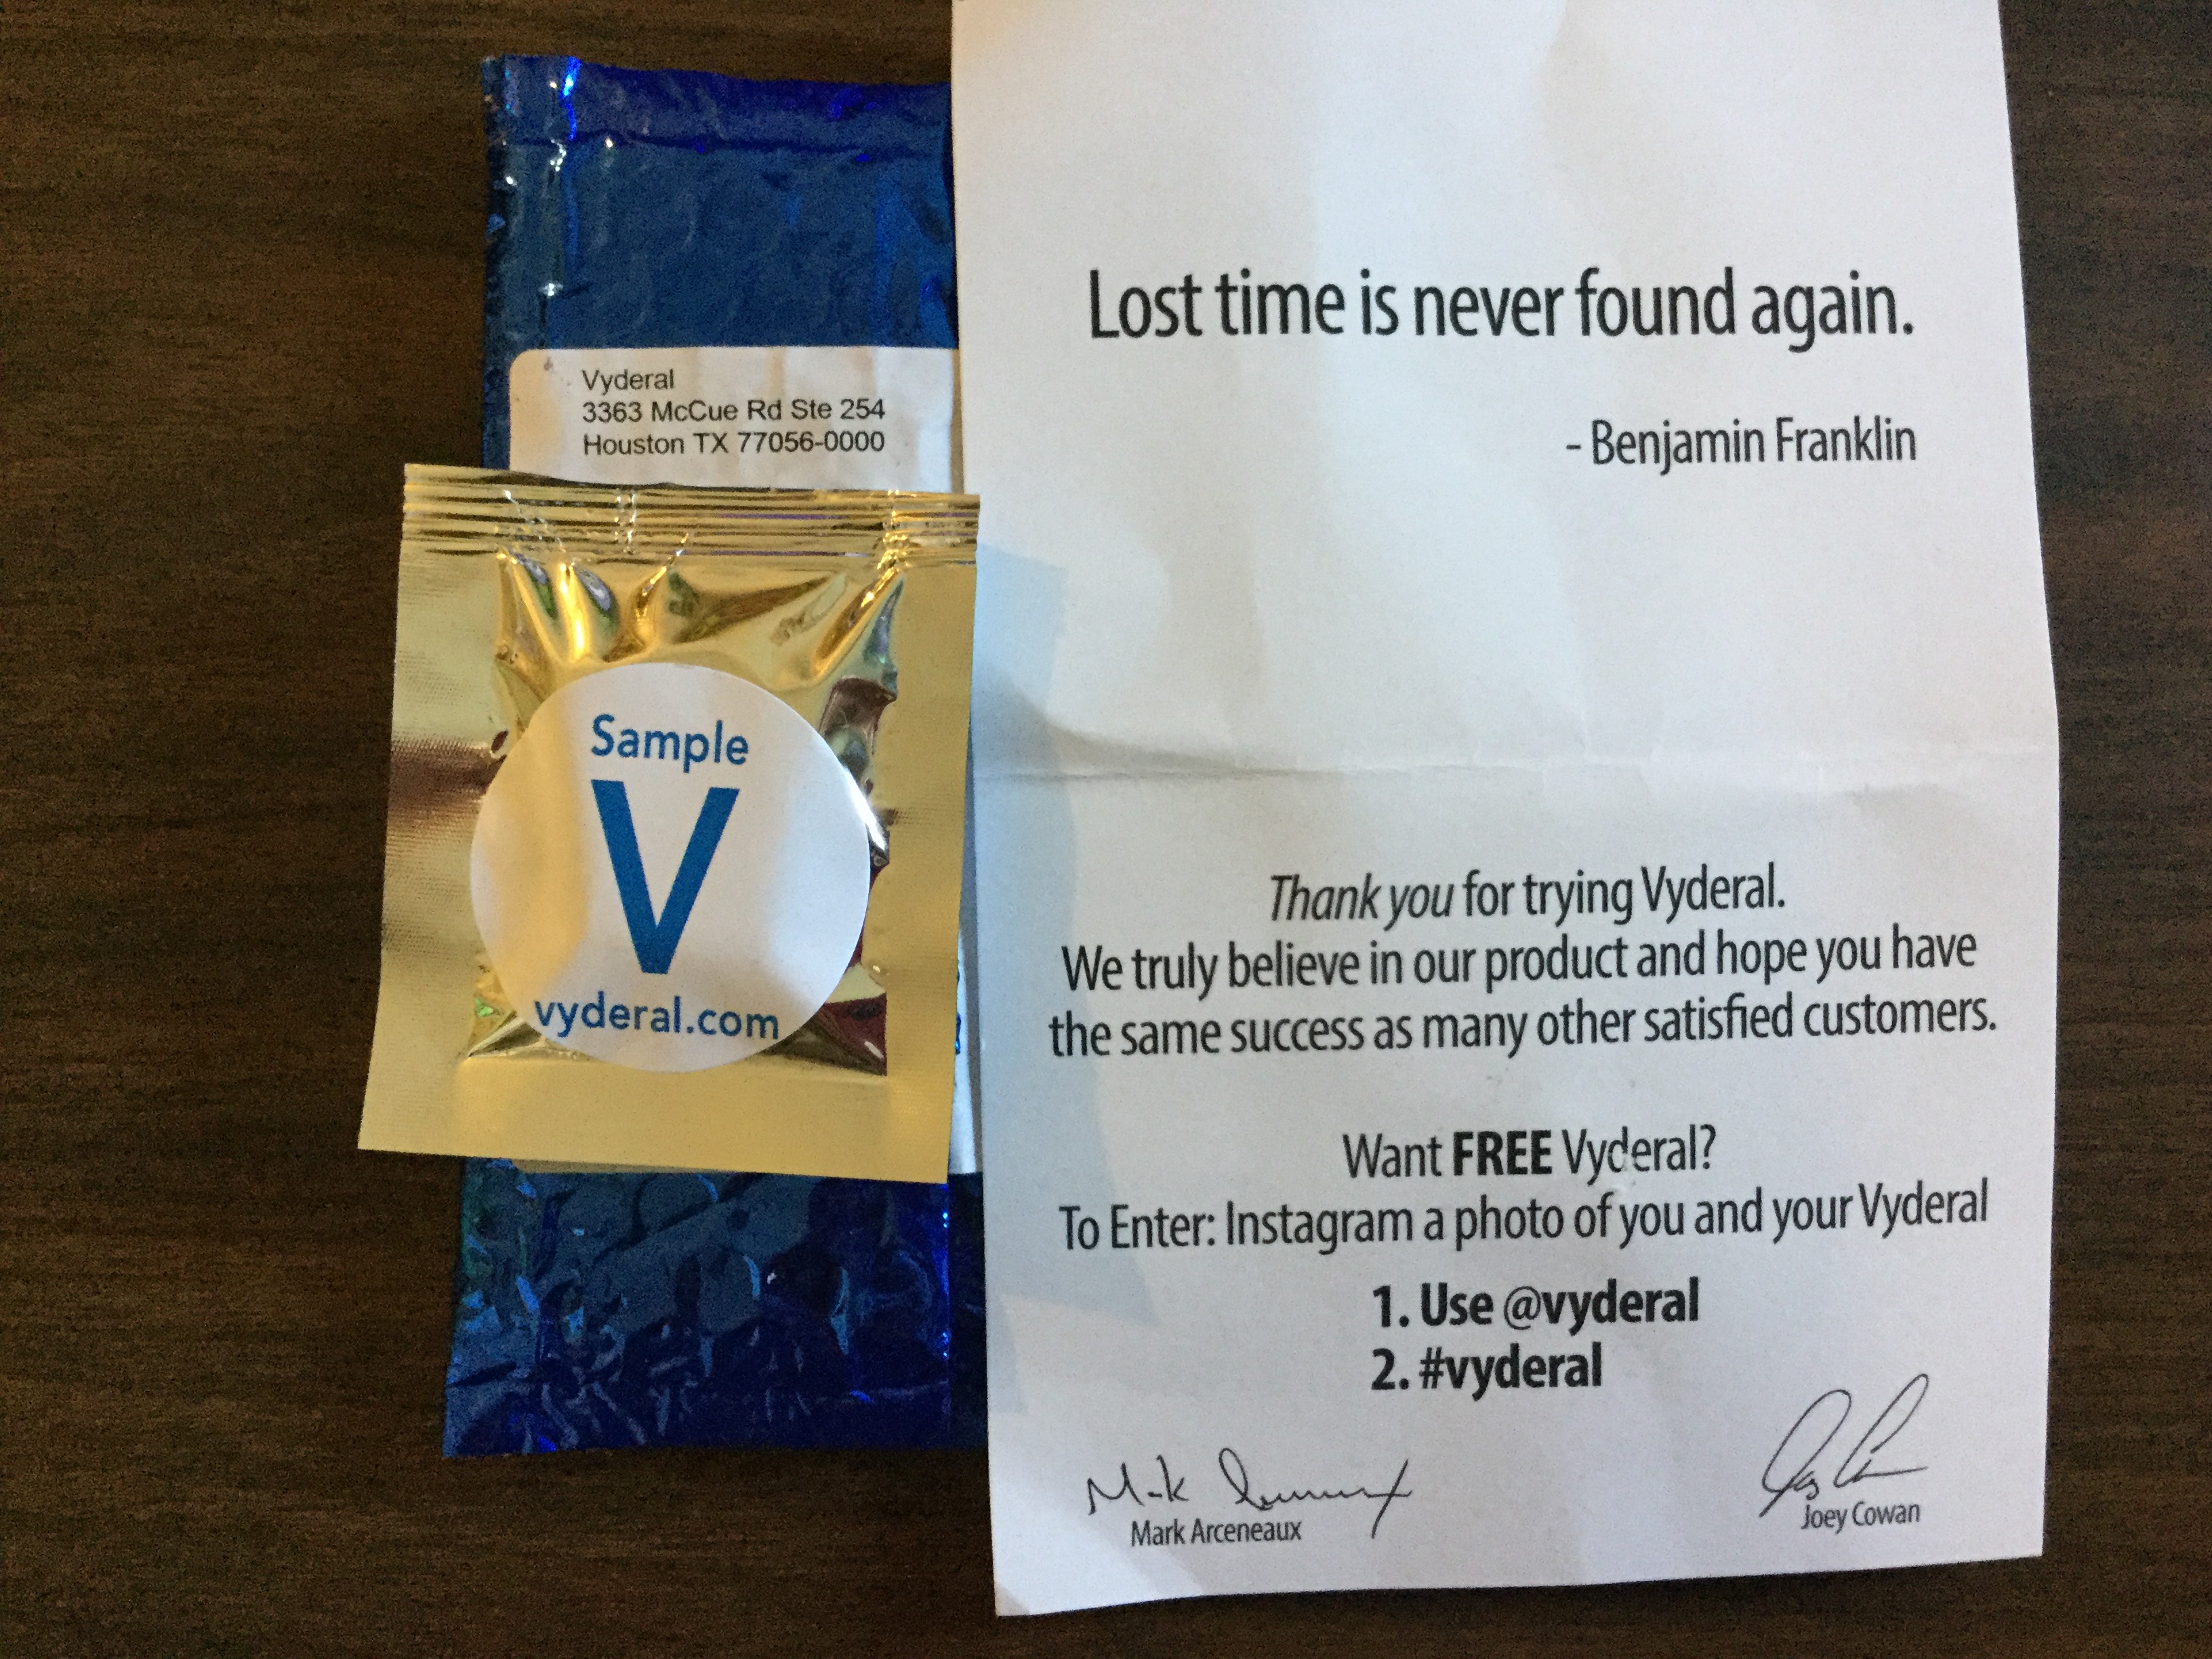 Vyderal
3363 McCue Rd Ste 254
Houston TX 77056-0000
Sample
V
vyderal.com
Lost time is never found again.
- Benjamin Franklin
Thank you for trying Vyderal.
We truly believe in our product and hope you have
the same success as many other satisfied customers.
Want FREE Vyderal?
To Enter: Instagram a photo of you and your Vyderal
1. Use @vyderal
2. #vyderal
Mark Arceneaux
Joey Cowan